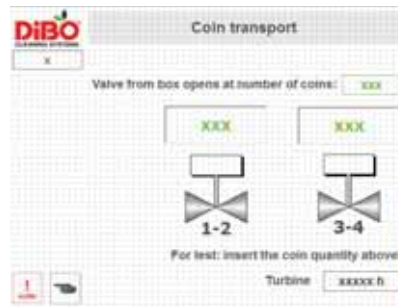 DiBO
CLEANING SYSTEMS
Coin transport
x
Valve from box opens at number of coins: xxx
XXX XXX
1-2 3-4
For test: insert the coin quantity above
Turbine xxxxx h
!